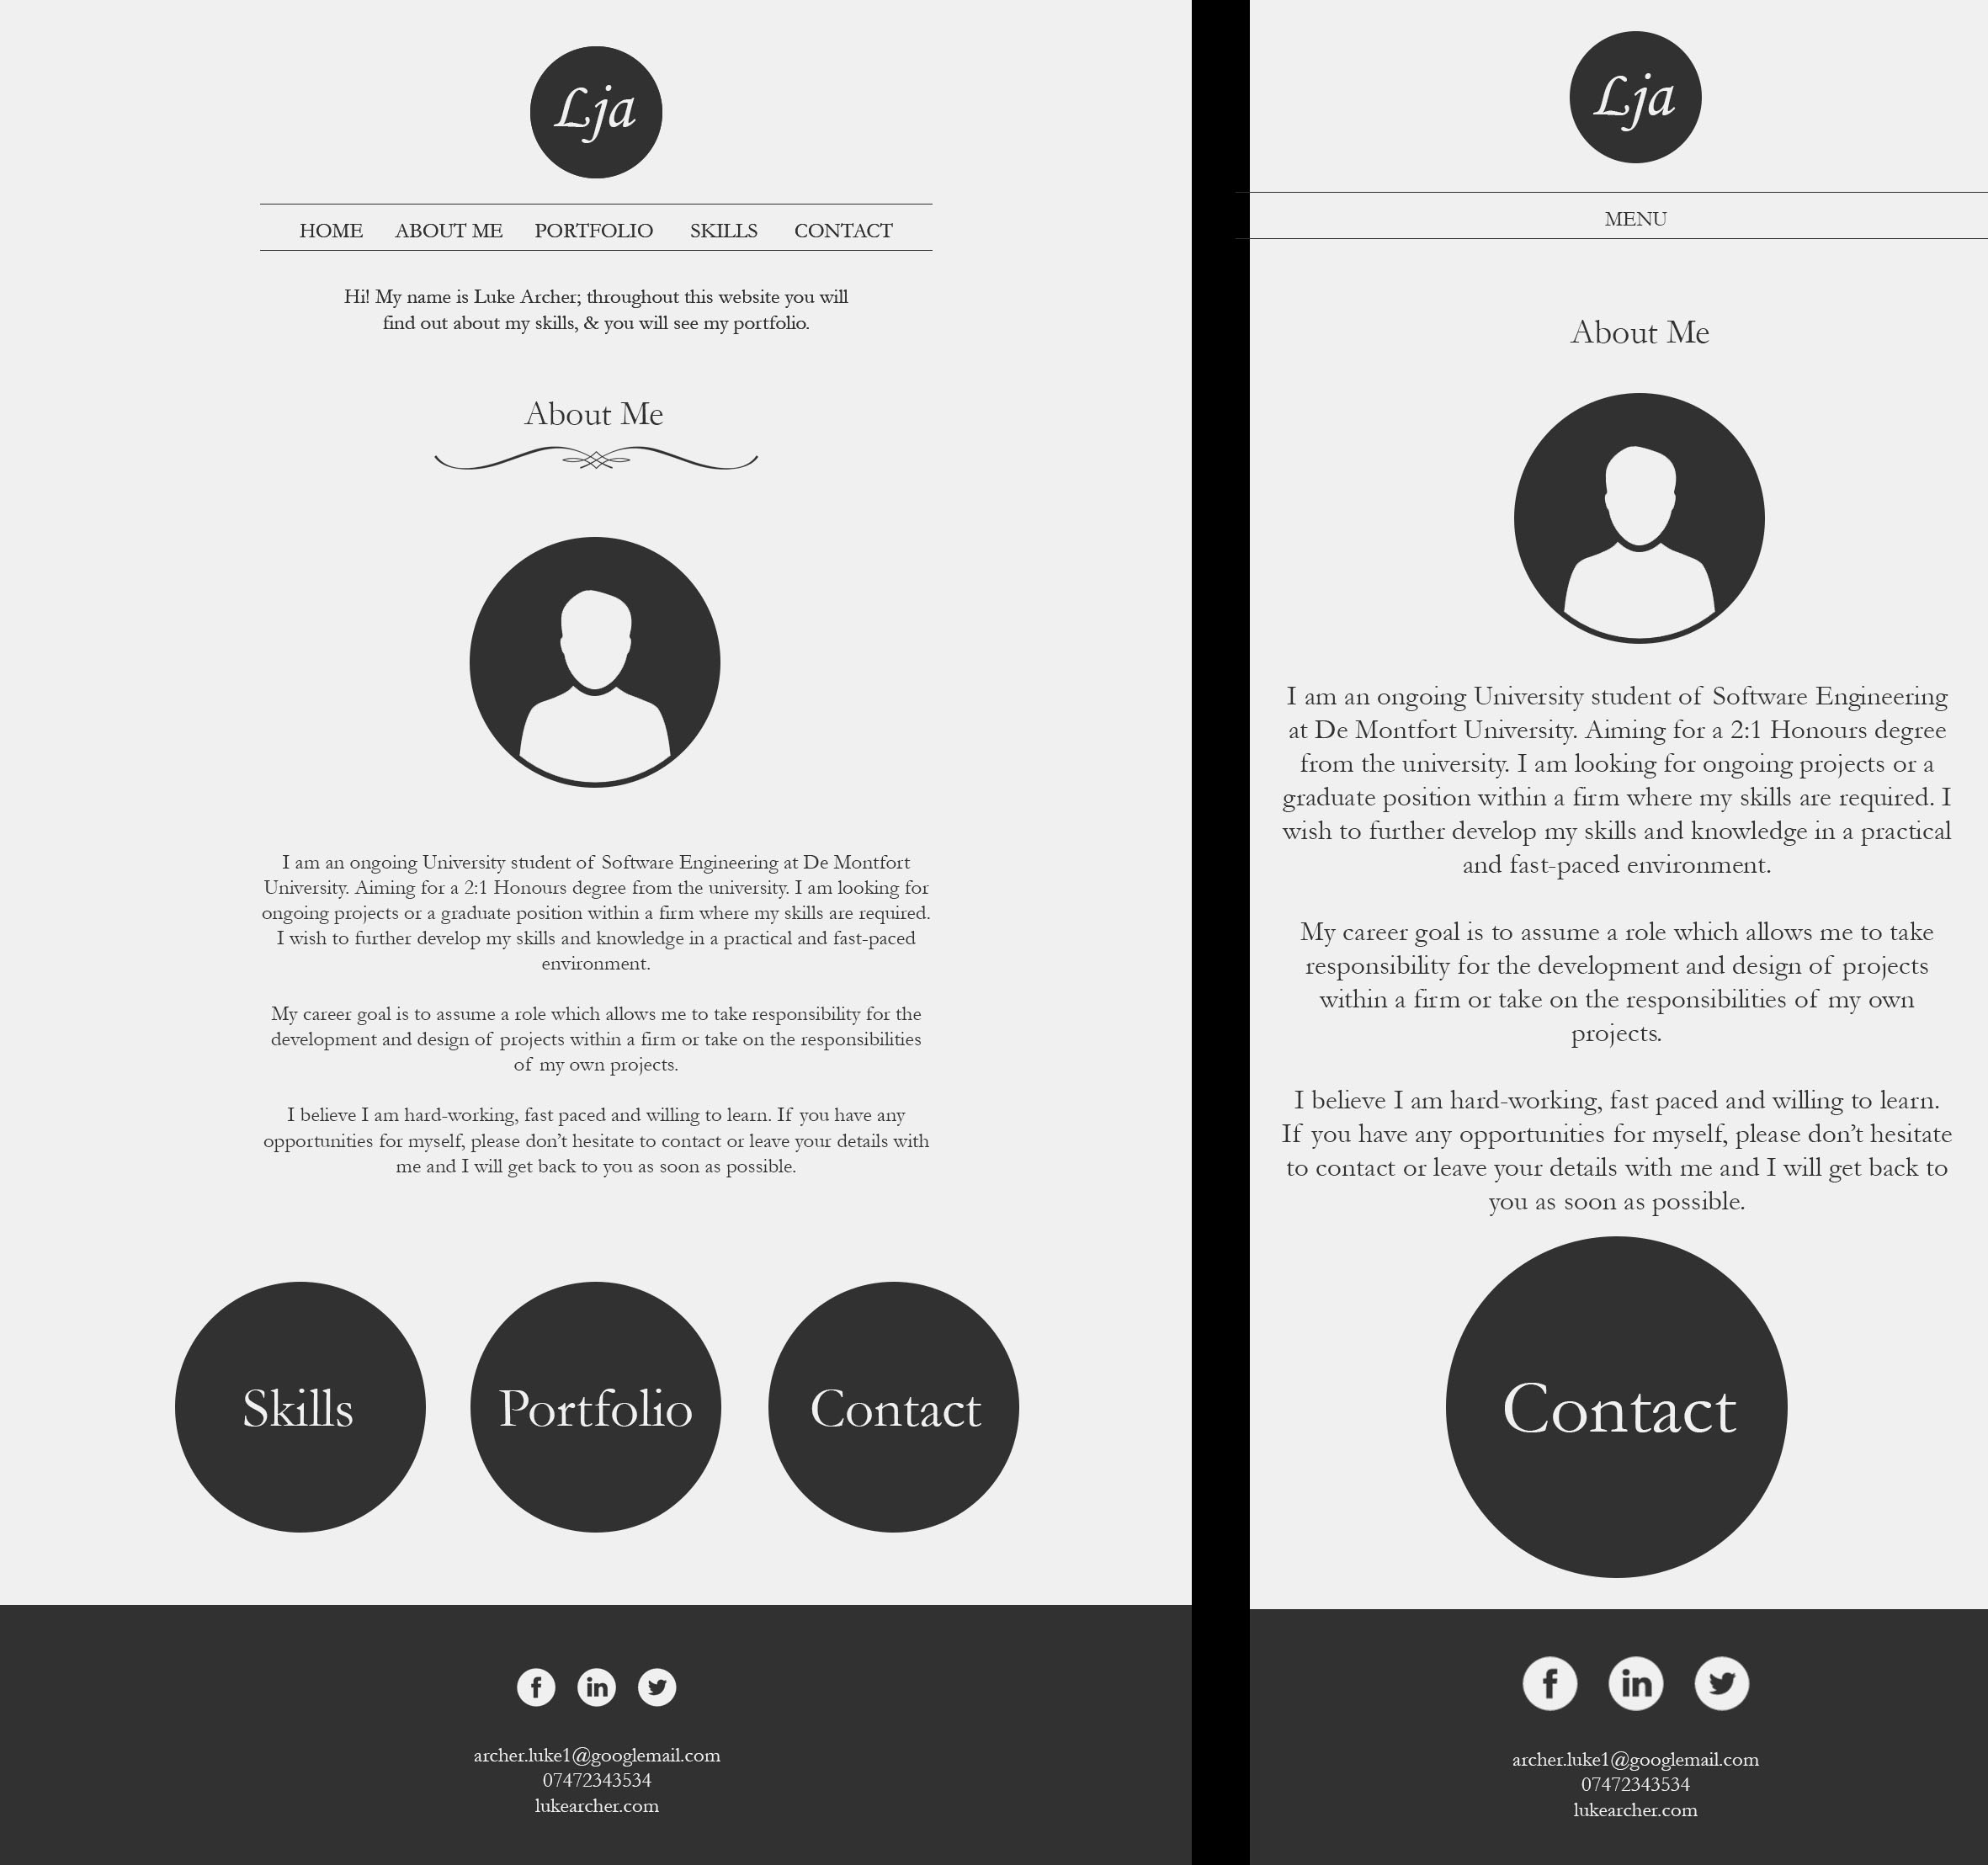 Lja
HOME ABOUT ME PORTFOLIO SKILLS CONTACT
Hi! My name is Luke Archer; throughout this website you will
find out about my skills, & you will see my portfolio.
About Me
I am an ongoing University student of Software Engineering at De Montfort
University. Aiming for a 2:1 Honours degree from the university. I am looking for
ongoing projects or a graduate position within a firm where my skills are required.
I wish to further develop my skills and knowledge in a practical and fast-paced
environment.
My career goal is to assume a role which allows me to take responsibility for the
development and design of projects within a firm or take on the responsibilities
of my own projects.
I believe I am hard-working, fast paced and willing to learn. If you have any
opportunities for myself, please don’t hesitate to contact or leave your details with
me and I will get back to you as soon as possible.
Skills
Portfolio
Contact
f in
archer.luke1@googlemail.com
07472343534
lukearcher.com
Lja
MENU
About Me
I am an ongoing University student of Software Engineering
at De Montfort University. Aiming for a 2:1 Honours degree
from the university. I am looking for ongoing projects or a
graduate position within a firm where my skills are required. I
wish to further develop my skills and knowledge in a practical
and fast-paced environment.
My career goal is to assume a role which allows me to take
responsibility for the development and design of projects
within a firm or take on the responsibilities of my own
projects.
I believe I am hard-working, fast paced and willing to learn.
If you have any opportunities for myself, please don’t hesitate
to contact or leave your details with me and I will get back to
you as soon as possible.
Contact
f in
archer.luke1@googlemail.com
07472343534
lukearcher.com